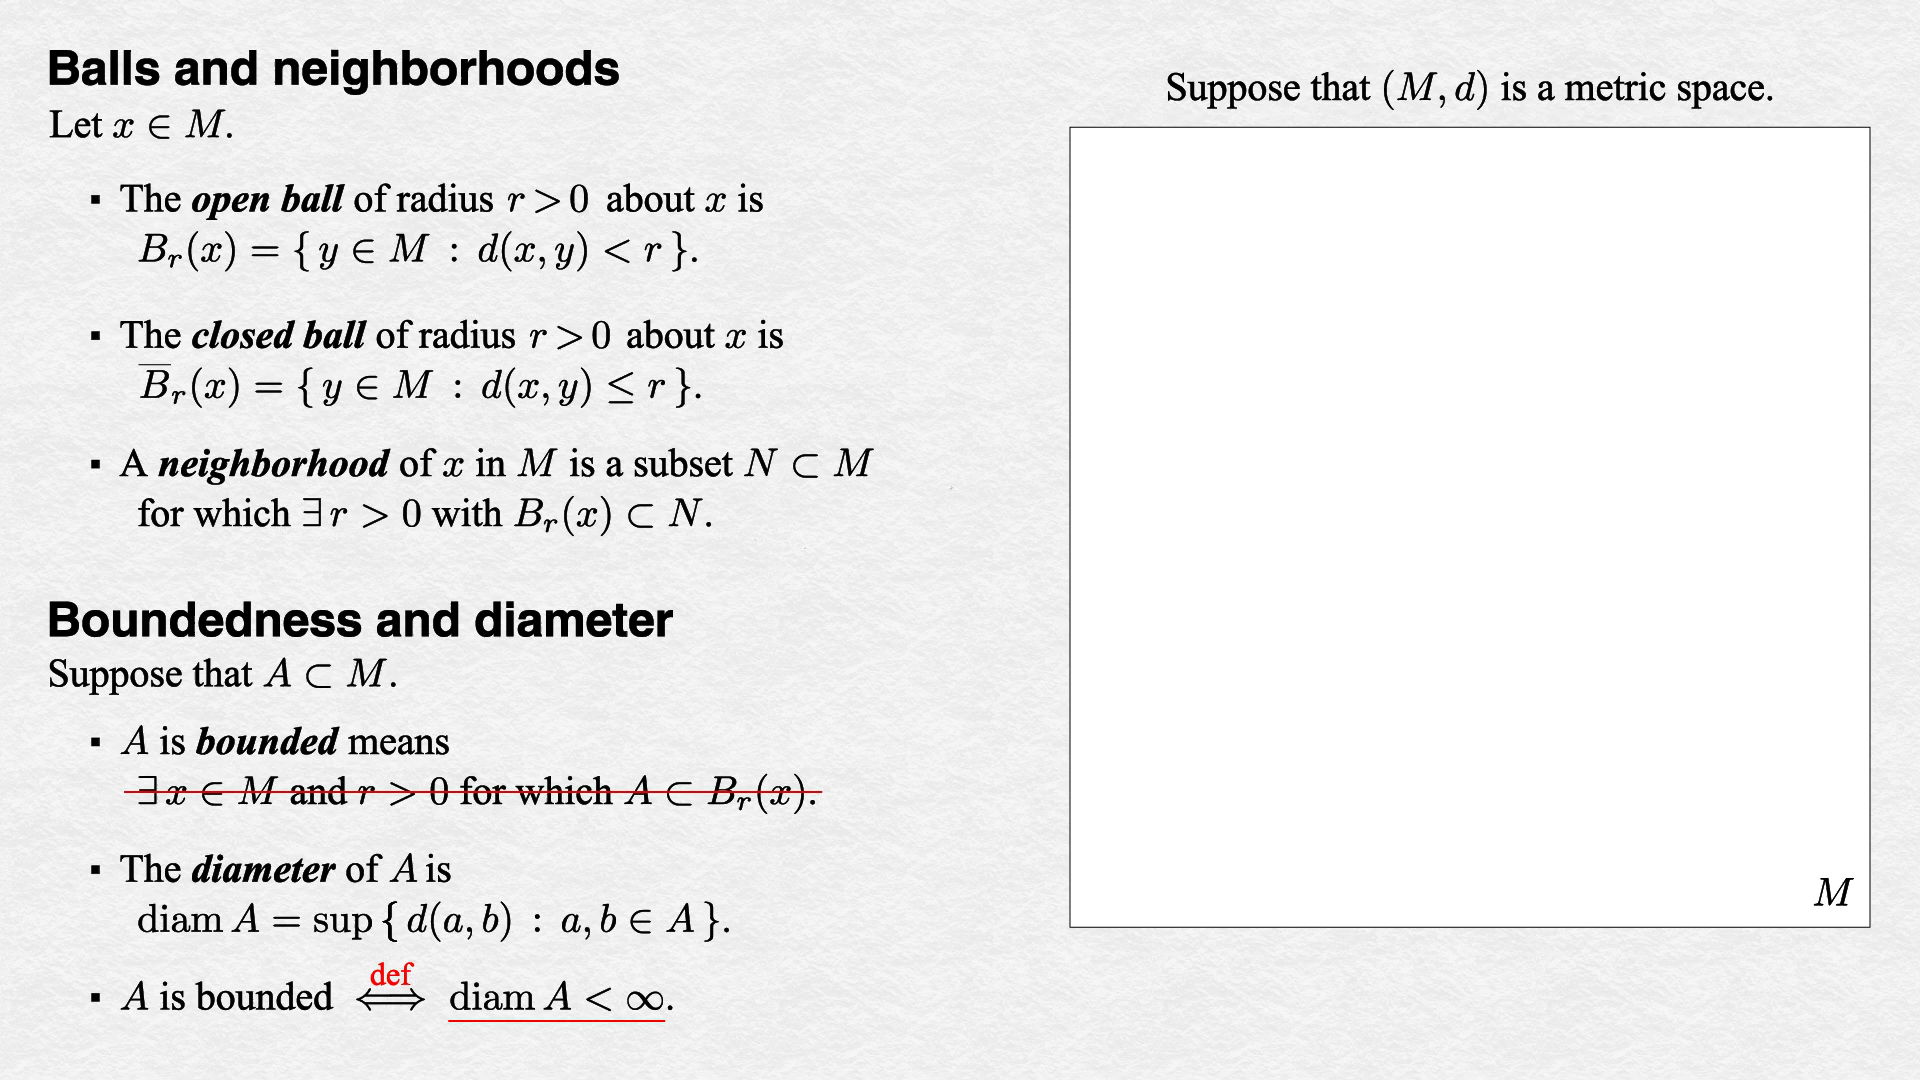 Balls and neighborhoods
Let x ∈ M.
▪ The open ball of radius r > 0 about x is
B_r(x) = { y ∈ M : d(x, y) < r }.
▪ The closed ball of radius r > 0 about x is
B̅_r(x) = { y ∈ M : d(x, y) ≤ r }.
▪ A neighborhood of x in M is a subset N ⊂ M
for which ∃ r > 0 with B_r(x) ⊂ N.
Boundedness and diameter
Suppose that A ⊂ M.
▪ A is bounded means
∃ x ∈ M and r > 0 for which A ⊂ B_r(x).
▪ The diameter of A is
diam A = sup { d(a, b) : a, b ∈ A }.
def
▪ A is bounded ⟺ diam A < ∞.
Suppose that (M, d) is a metric space.
M